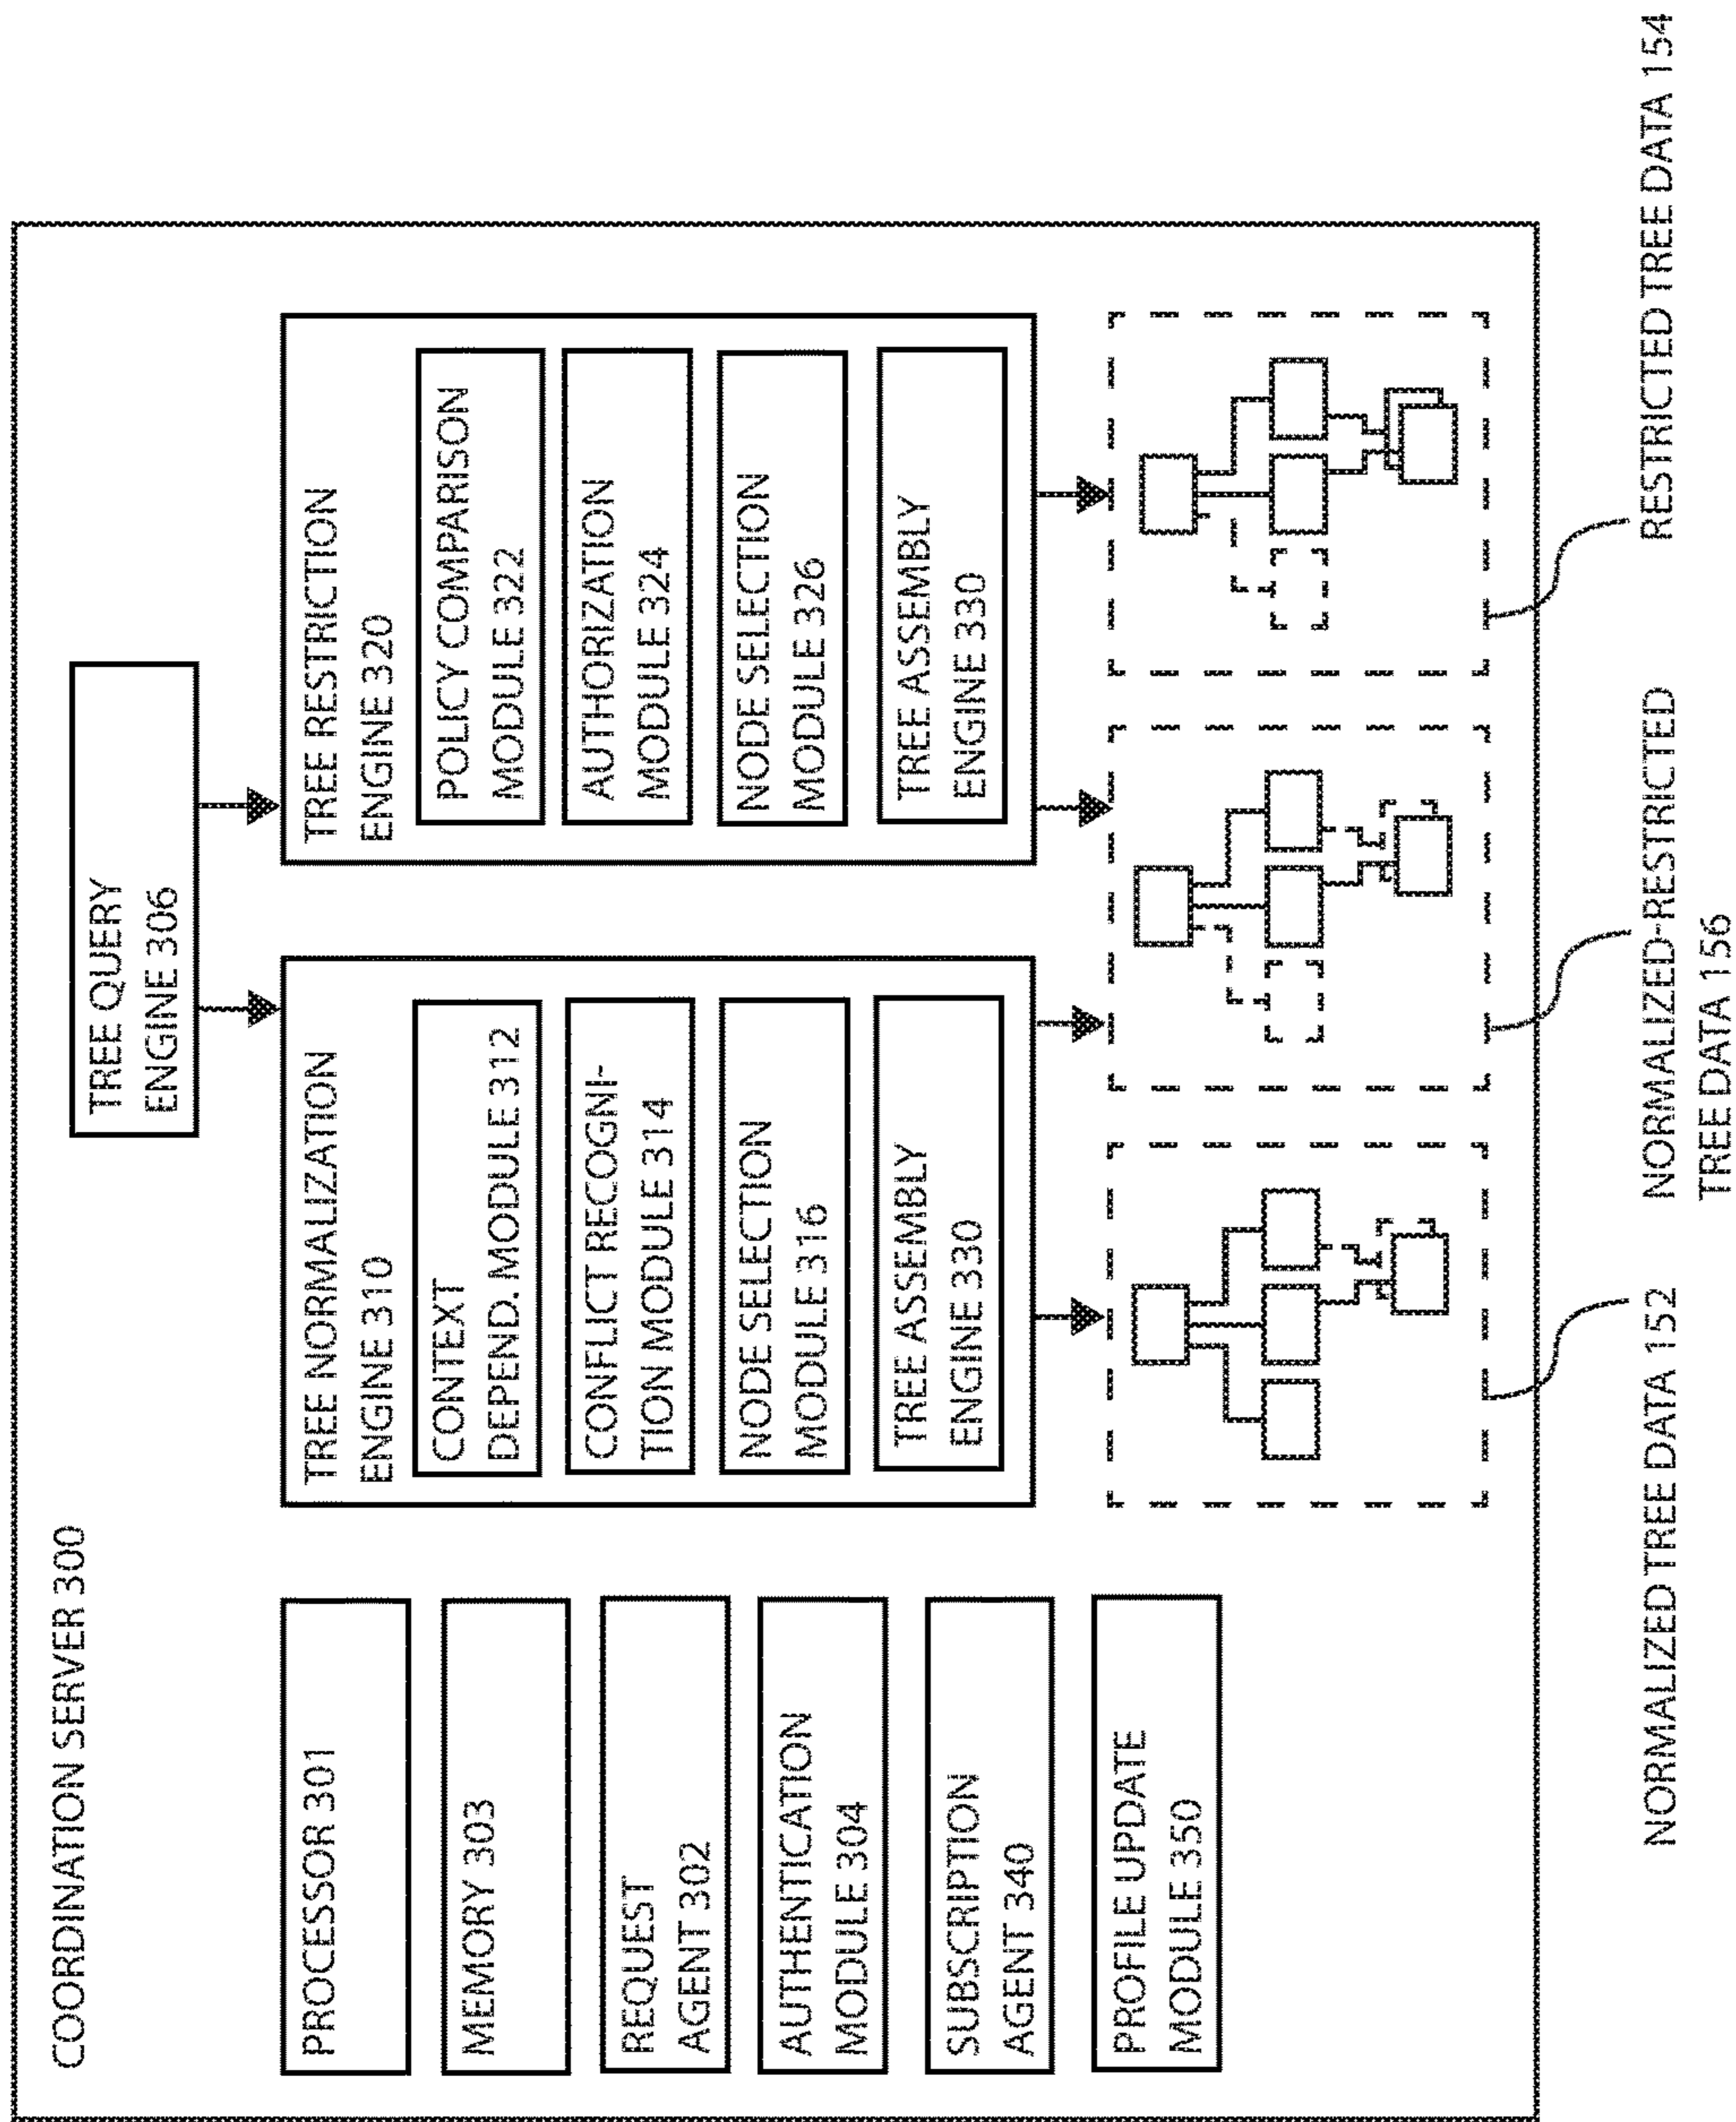 COORDINATION SERVER 300
TREE QUERY
ENGINE 306
PROCESSOR 301
MEMORY 303
REQUEST
AGENT 302
AUTHENTICATION
MODULE 304
SUBSCRIPTION
AGENT 340
PROFILE UPDATE
MODULE 350
TREE NORMALIZATION
ENGINE 310
CONTEXT
DEPEND. MODULE 312
CONFLICT RECOGNI-
TION MODULE 314
NODE SELECTION
MODULE 316
TREE ASSEMBLY
ENGINE 330
TREE RESTRICTION
ENGINE 320
POLICY COMPARISON
MODULE 322
AUTHORIZATION
MODULE 324
NODE SELECTION
MODULE 326
TREE ASSEMBLY
ENGINE 330
NORMALIZED TREE DATA 152
NORMALIZED-RESTRICTED
TREE DATA 156
RESTRICTED TREE DATA 154